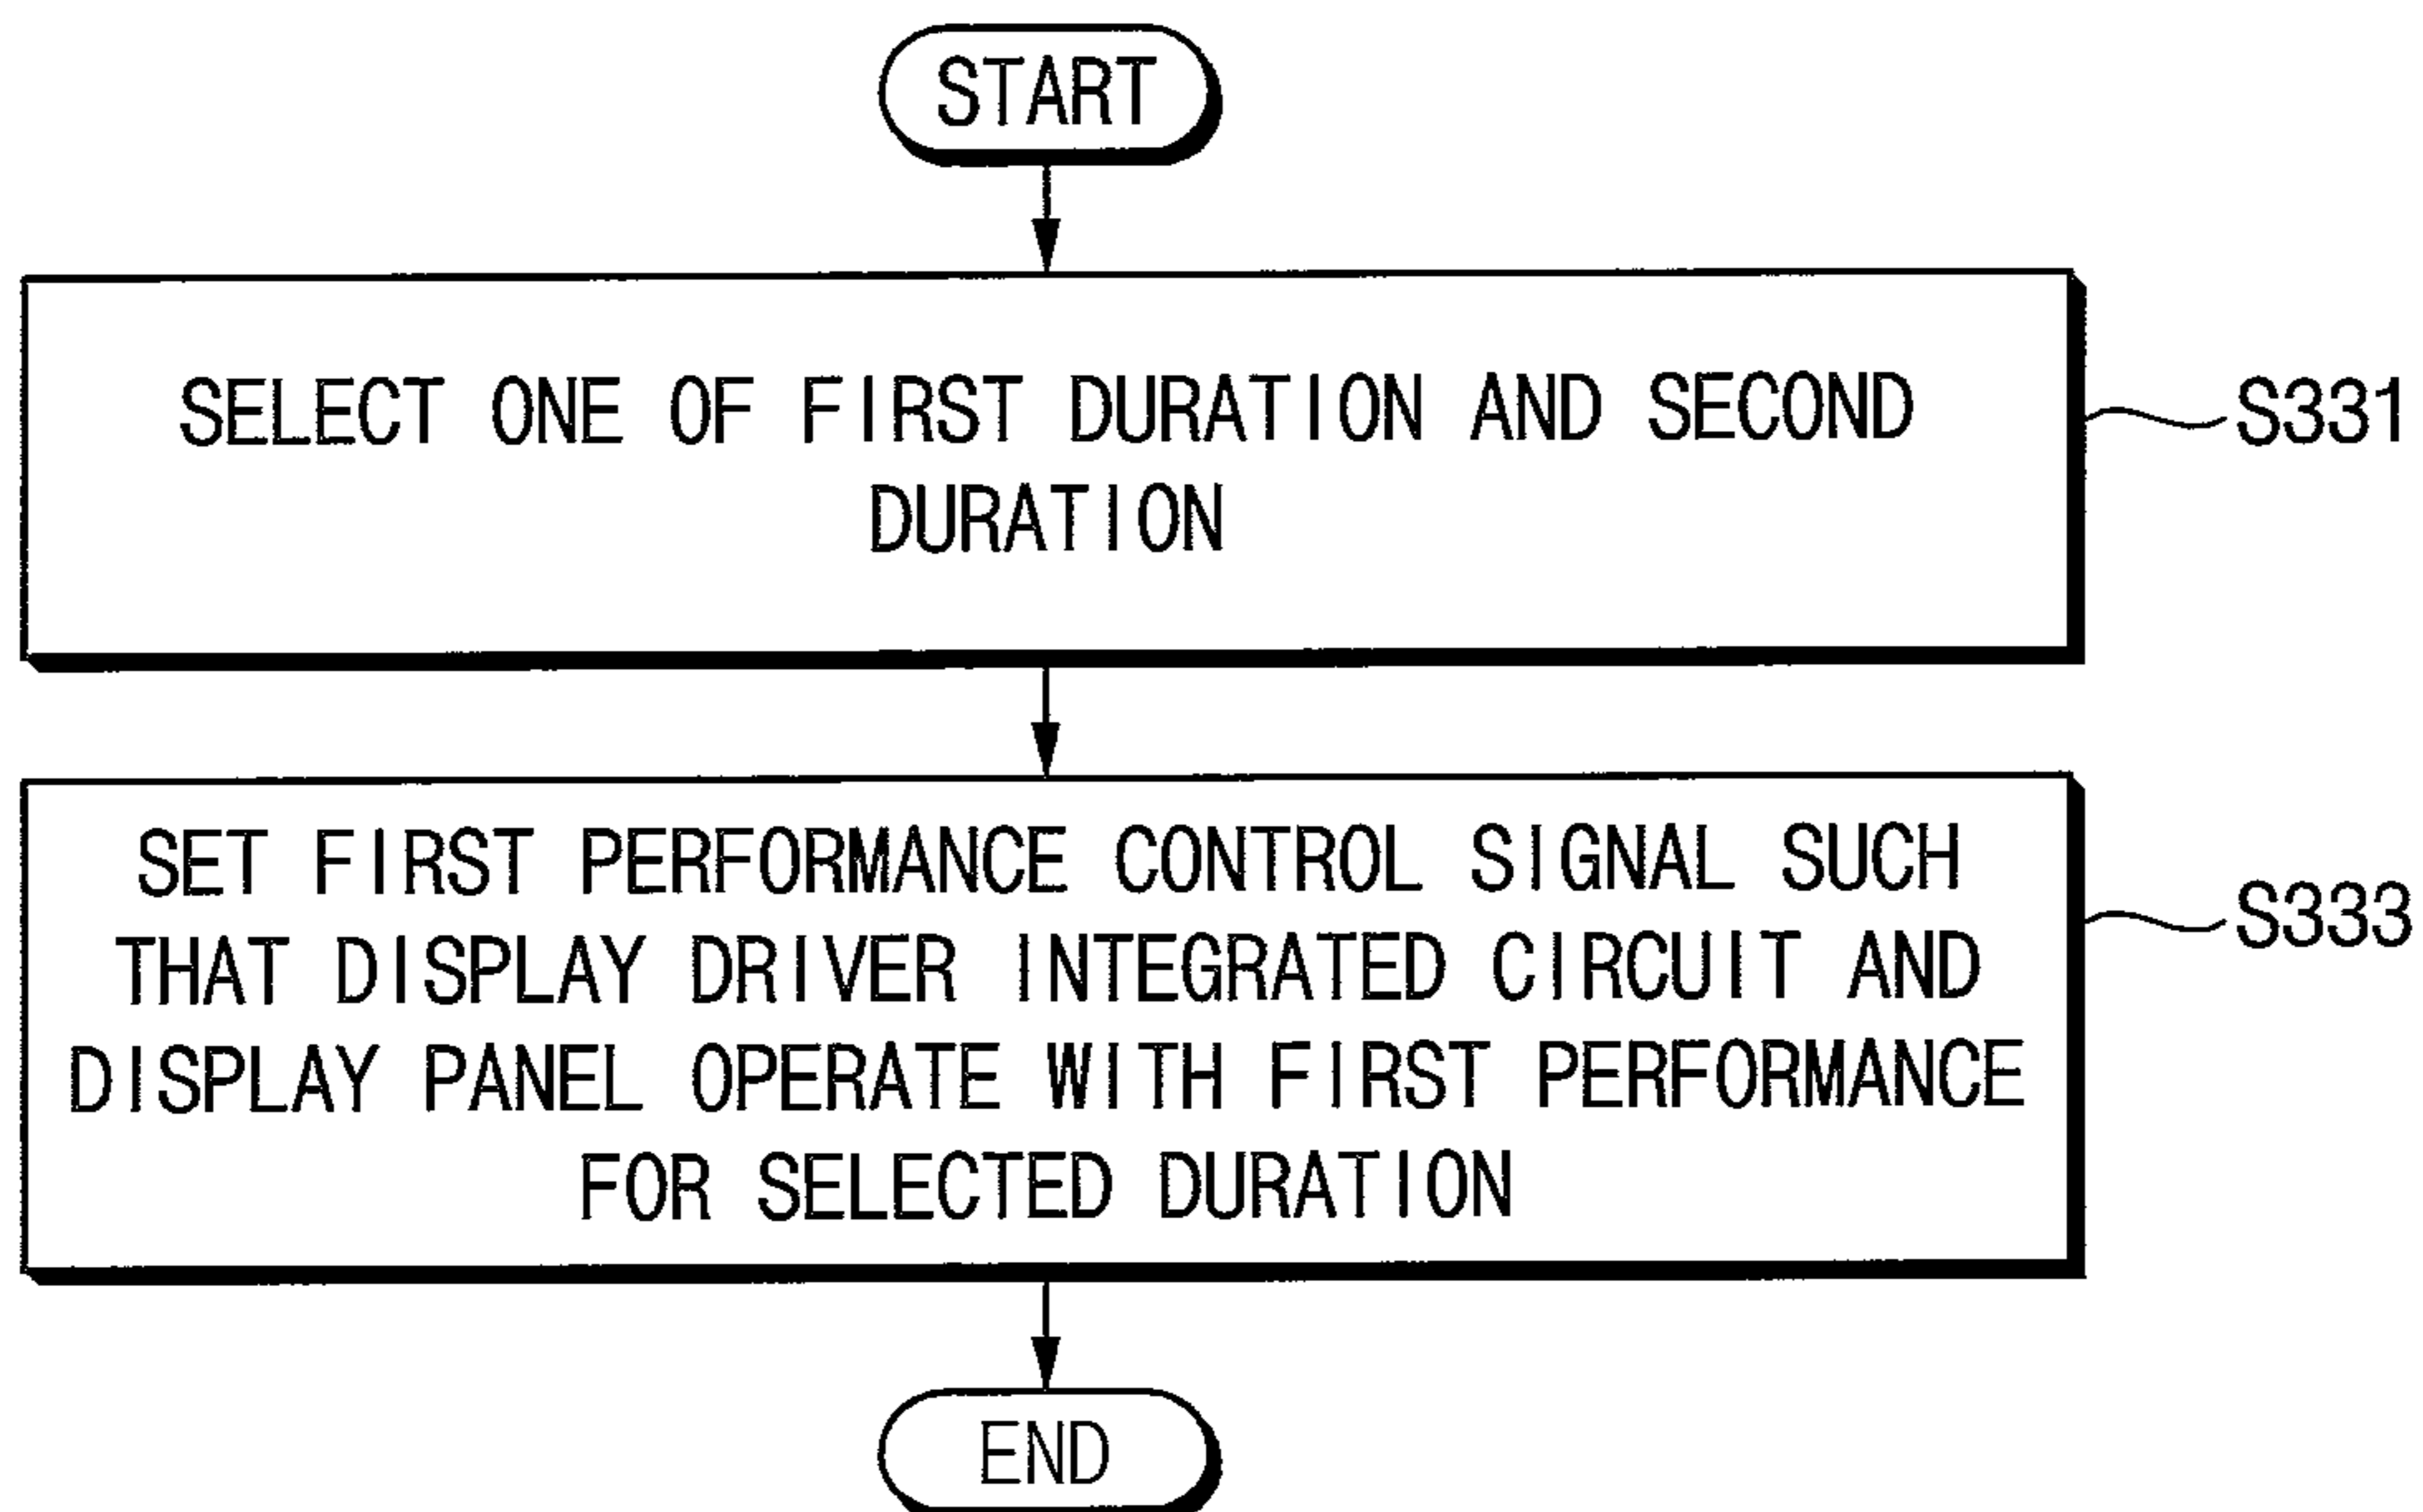 START
SELECT ONE OF FIRST DURATION AND SECOND
DURATION
S331
SET FIRST PERFORMANCE CONTROL SIGNAL SUCH
THAT DISPLAY DRIVER INTEGRATED CIRCUIT AND
DISPLAY PANEL OPERATE WITH FIRST PERFORMANCE
FOR SELECTED DURATION
S333
END